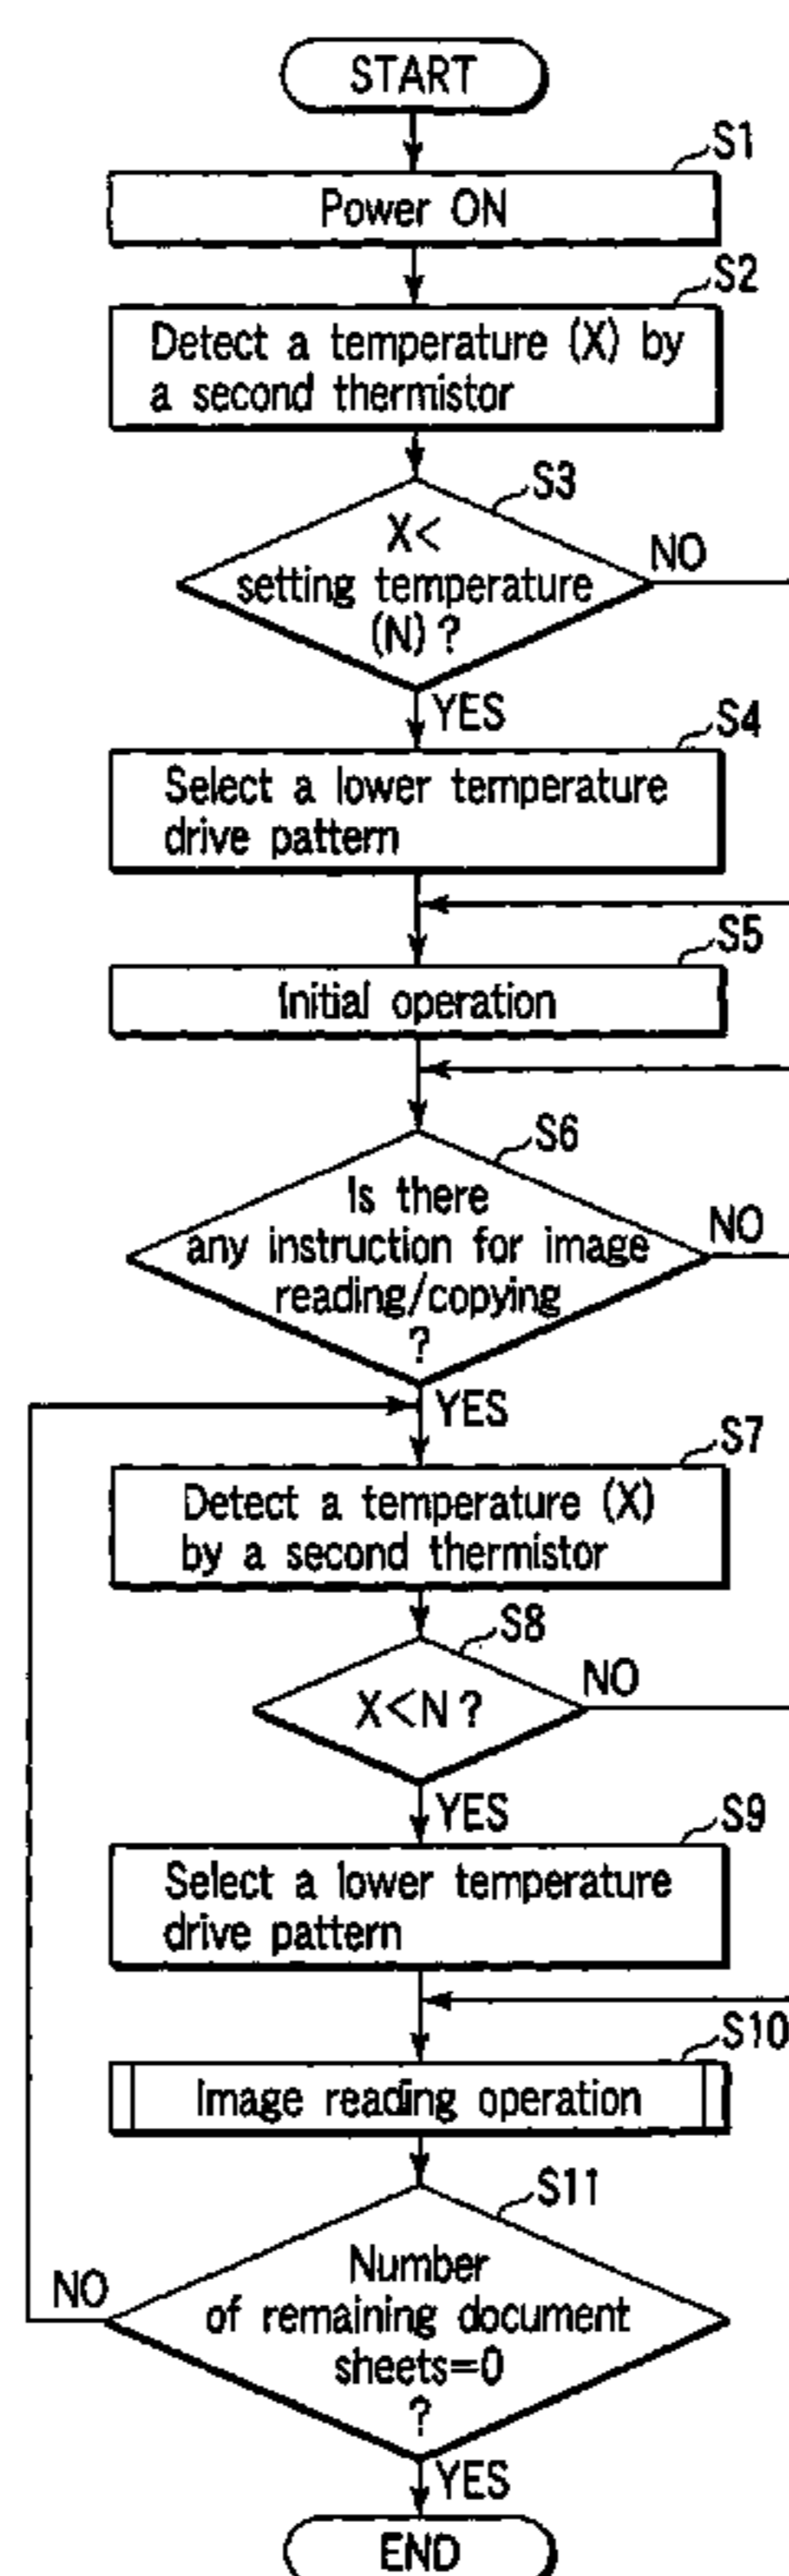 START
S1
Power ON
S2
Detect a temperature (X) by
a second thermistor
S3
X<
setting temperature
(N)?
NO
YES
S4
Select a lower temperature
drive pattern
S5
Initial operation
S6
Is there
any instruction for image
reading/copying
?
NO
YES
S7
Detect a temperature (X)
by a second thermistor
S8
X<N?
NO
YES
S9
Select a lower temperature
drive pattern
S10
Image reading operation
S11
Number
of remaining document
sheets=0
?
NO
YES
END